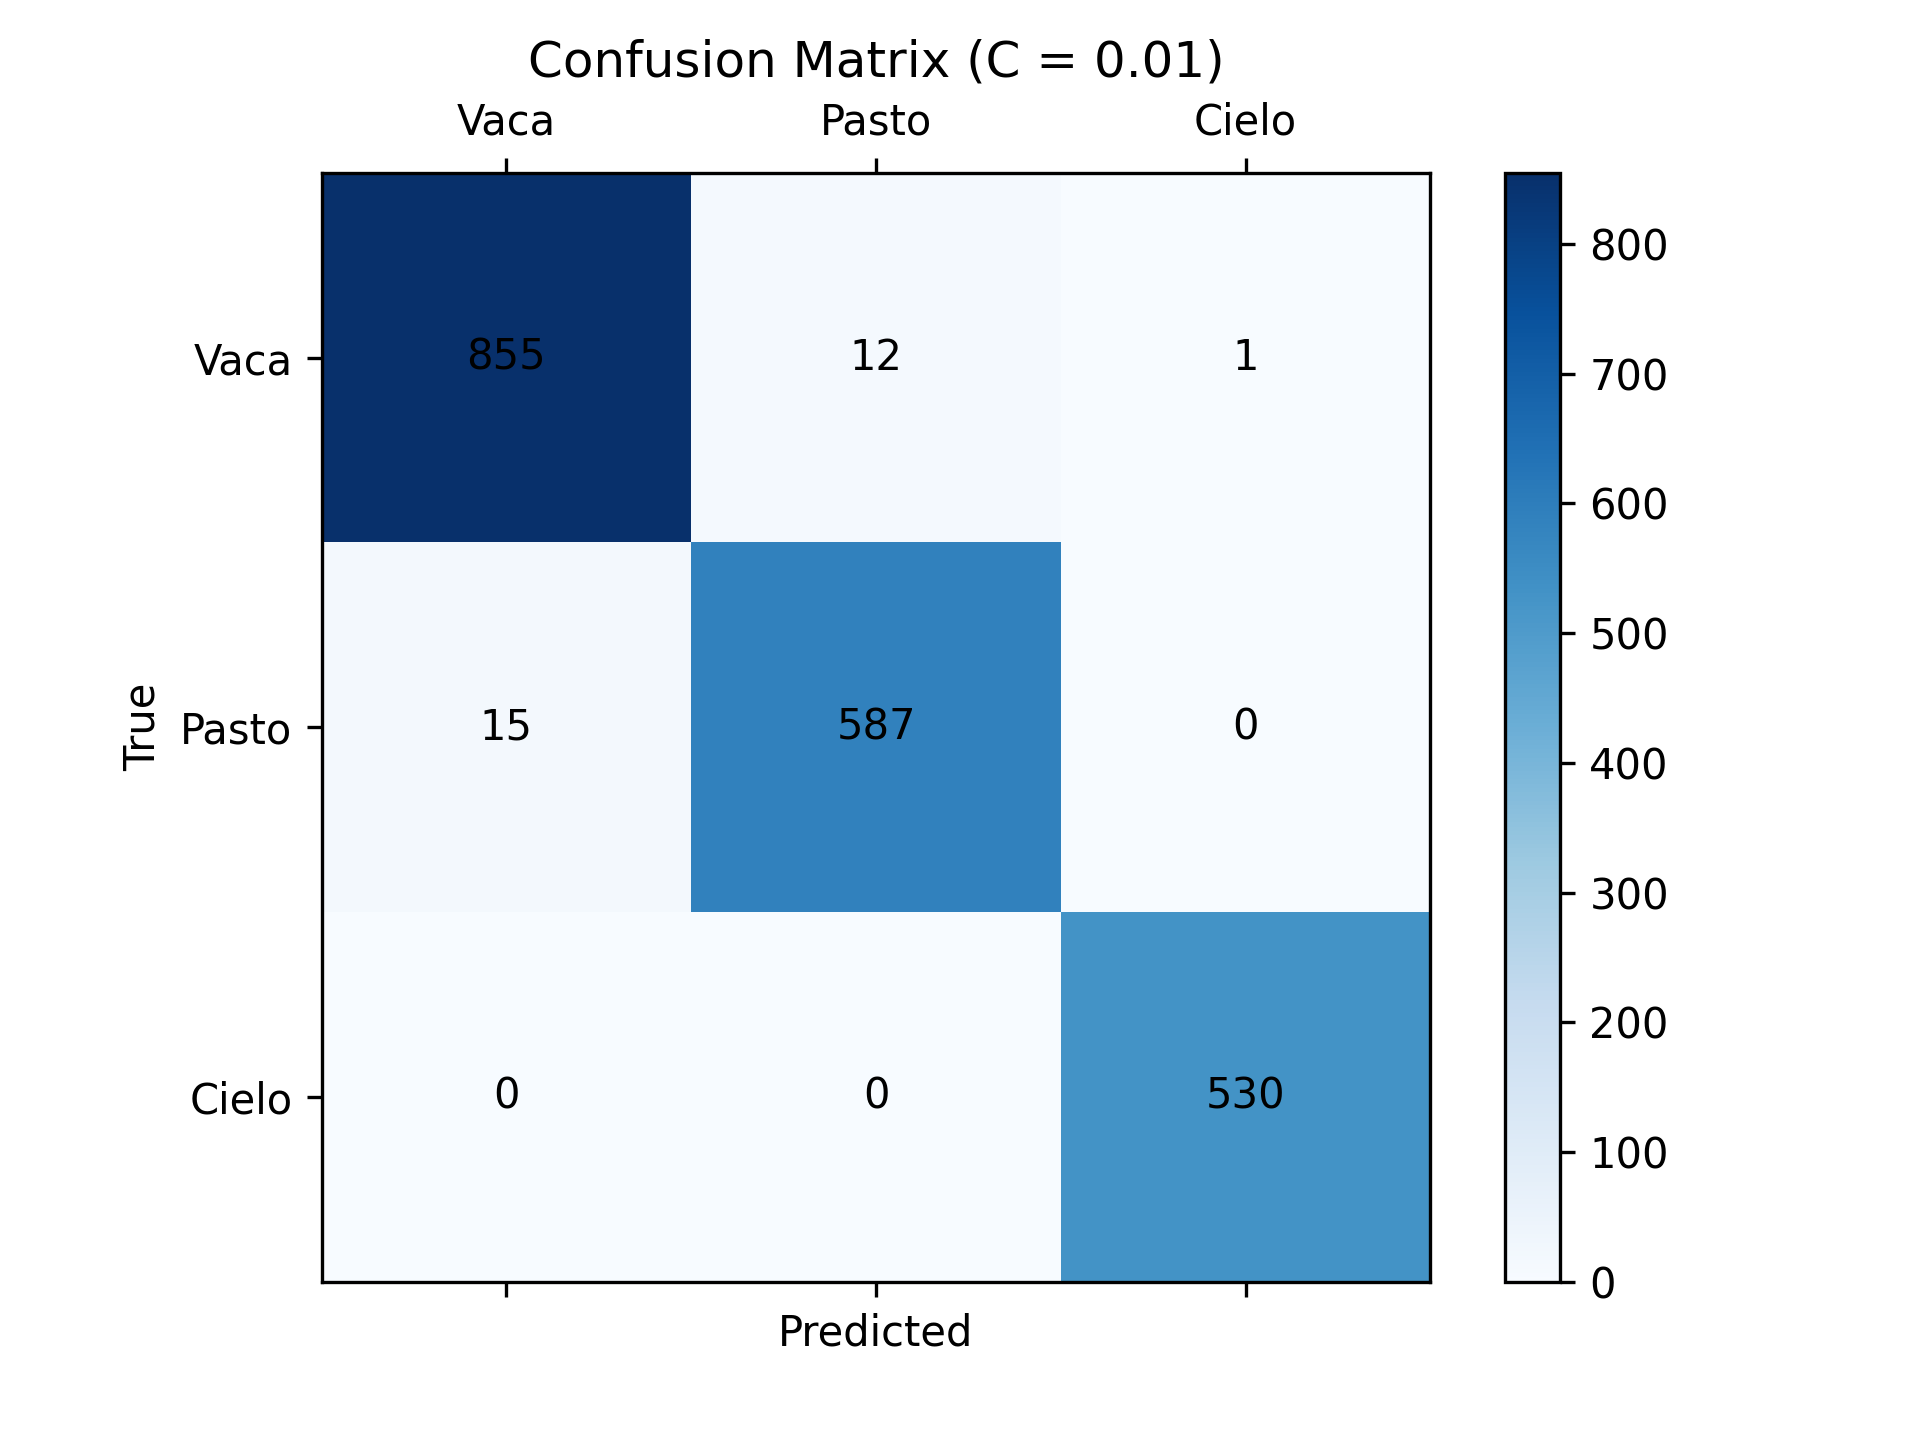 Confusion Matrix (C = 0.01)
Vaca Pasto Cielo
Vaca 855 12 1
Pasto 15 587 0
Cielo 0 0 530
True
Predicted
800
700
600
500
400
300
200
100
0